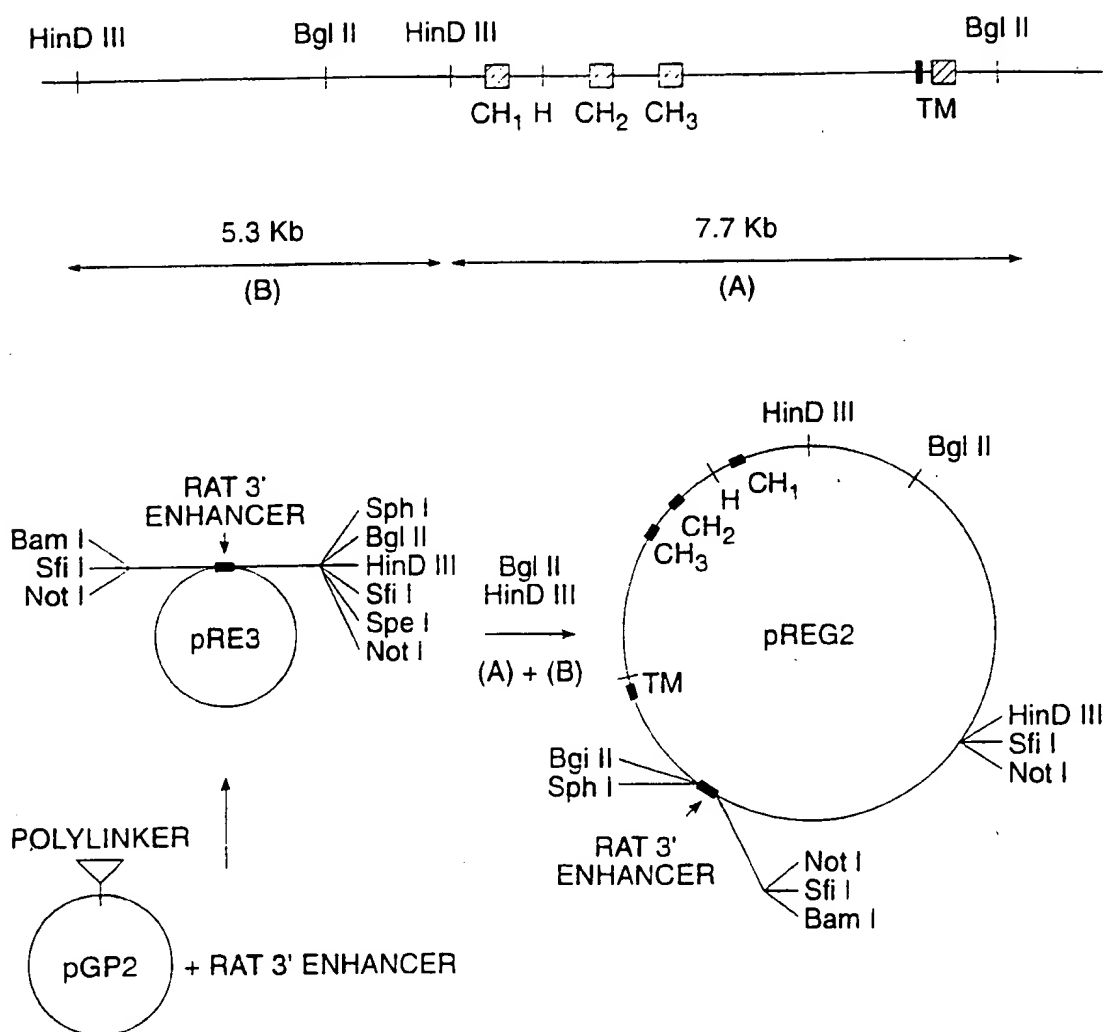 HinD III
Bgl II
HinD III
Bgl II
CH1
H
CH2
CH3
TM
5.3 Kb
7.7 Kb
(B)
(A)
RAT 3'
ENHANCER
Bam I
Sfi I
Not I
Sph I
Bgl II
HinD III
Sfi I
Spe I
Not I
pRE3
Bgl II
HinD III
(A) + (B)
HinD III
Bgl II
CH1
H
CH2
CH3
pREG2
TM
Bgi II
Sph I
HinD III
Sfi I
Not I
RAT 3'
ENHANCER
Not I
Sfi I
Bam I
POLYLINKER
pGP2
+ RAT 3' ENHANCER